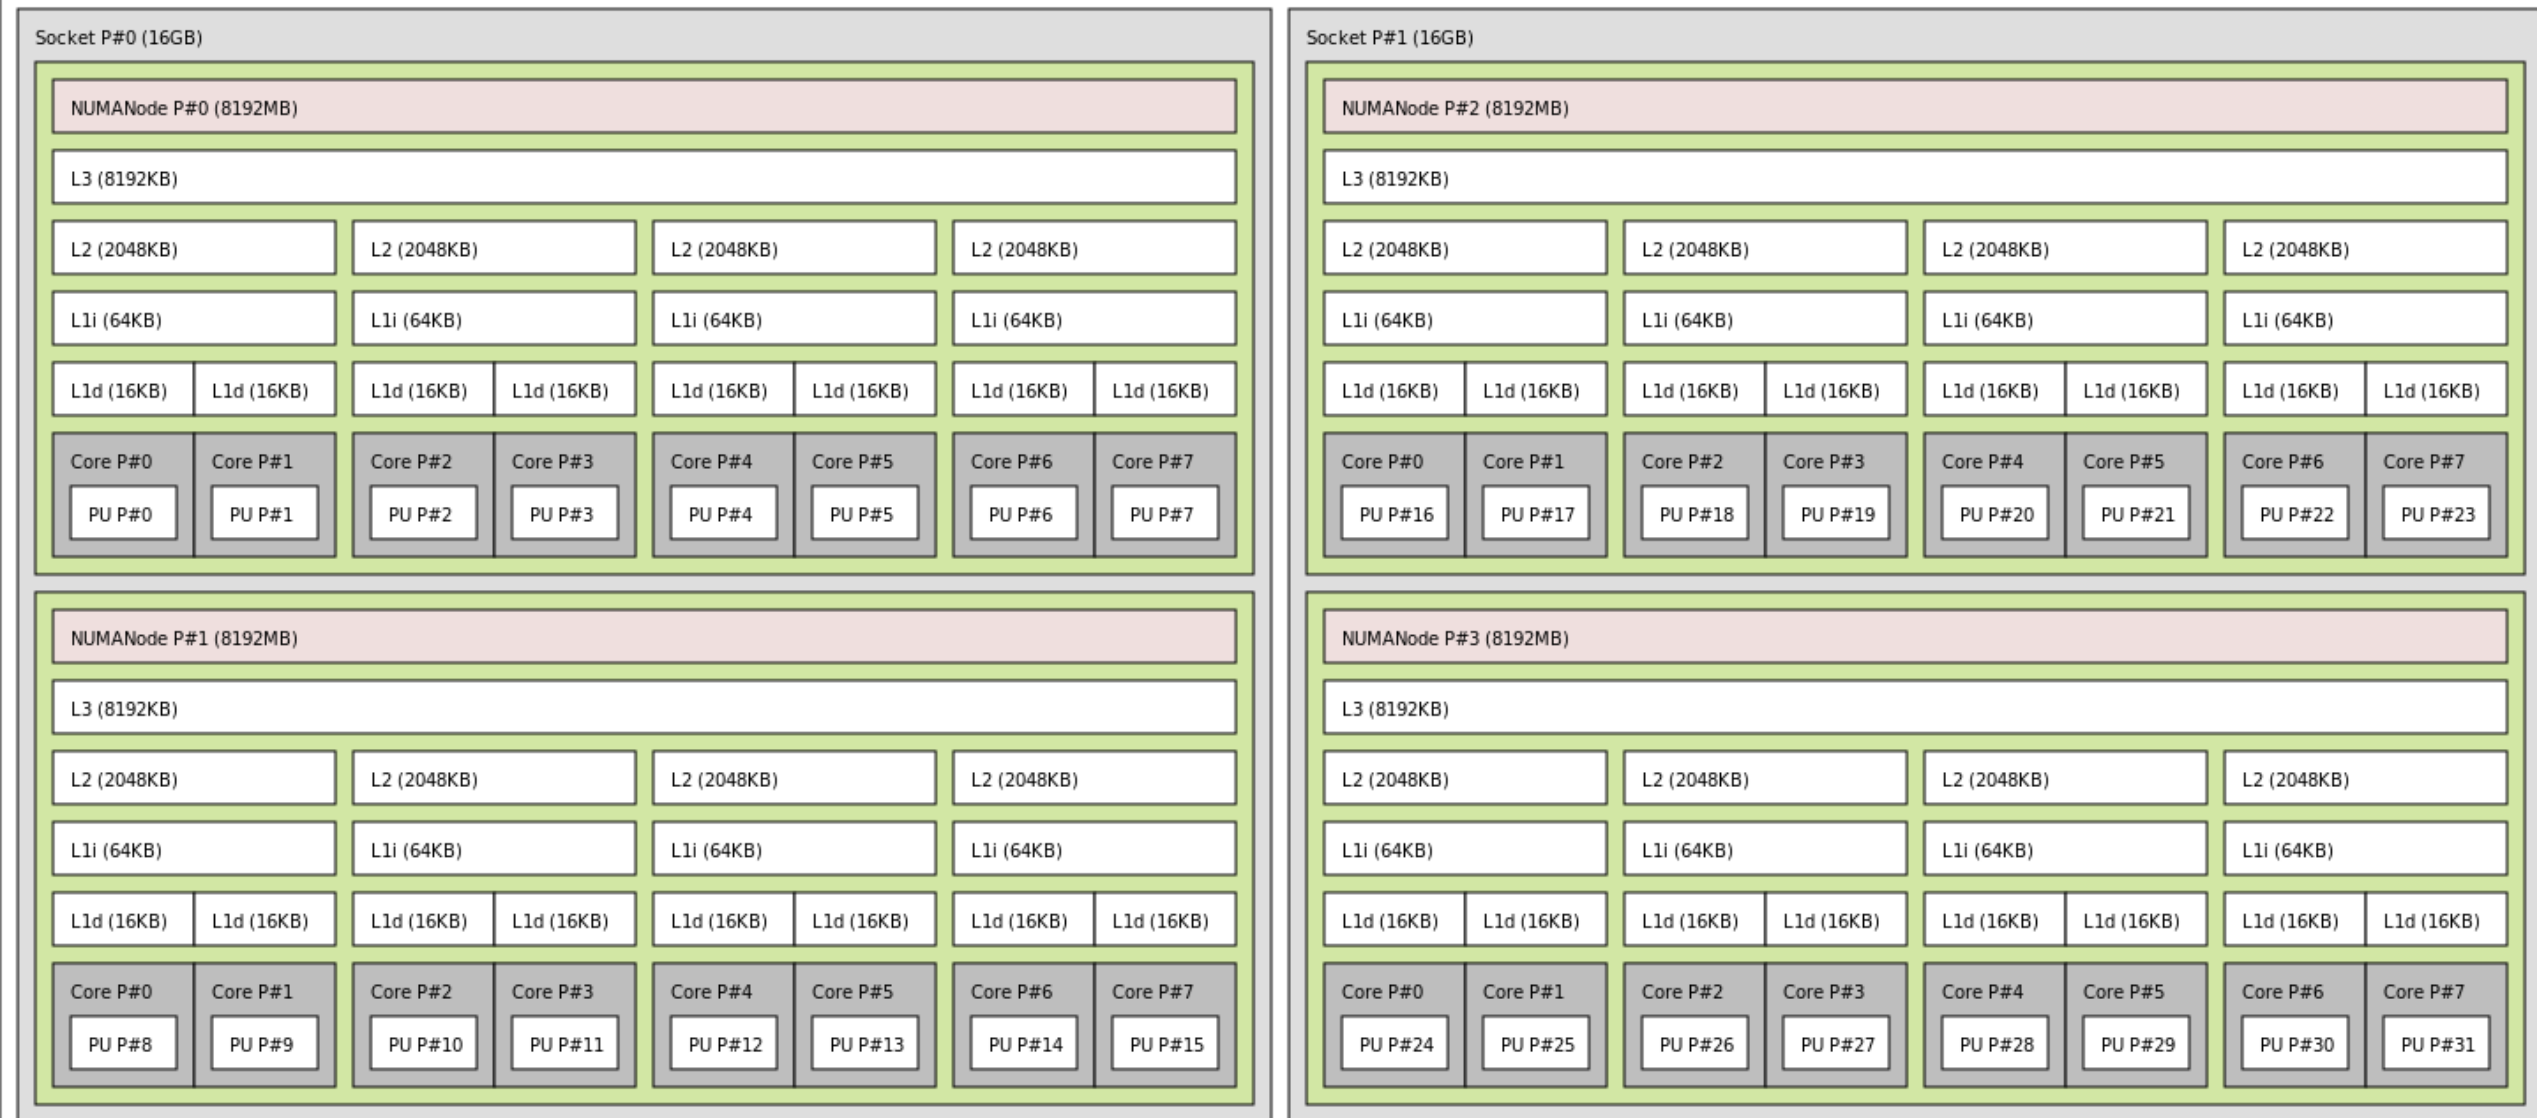 Socket P#0 (16GB)
NUMANode P#0 (8192MB)
L3 (8192KB)
L2 (2048KB) L2 (2048KB) L2 (2048KB) L2 (2048KB)
L1i (64KB) L1i (64KB) L1i (64KB) L1i (64KB)
L1d (16KB) L1d (16KB) L1d (16KB) L1d (16KB) L1d (16KB) L1d (16KB) L1d (16KB) L1d (16KB)
Core P#0 Core P#1 Core P#2 Core P#3 Core P#4 Core P#5 Core P#6 Core P#7
PU P#0 PU P#1 PU P#2 PU P#3 PU P#4 PU P#5 PU P#6 PU P#7
NUMANode P#1 (8192MB)
L3 (8192KB)
L2 (2048KB) L2 (2048KB) L2 (2048KB) L2 (2048KB)
L1i (64KB) L1i (64KB) L1i (64KB) L1i (64KB)
L1d (16KB) L1d (16KB) L1d (16KB) L1d (16KB) L1d (16KB) L1d (16KB) L1d (16KB) L1d (16KB)
Core P#0 Core P#1 Core P#2 Core P#3 Core P#4 Core P#5 Core P#6 Core P#7
PU P#8 PU P#9 PU P#10 PU P#11 PU P#12 PU P#13 PU P#14 PU P#15
Socket P#1 (16GB)
NUMANode P#2 (8192MB)
L3 (8192KB)
L2 (2048KB) L2 (2048KB) L2 (2048KB) L2 (2048KB)
L1i (64KB) L1i (64KB) L1i (64KB) L1i (64KB)
L1d (16KB) L1d (16KB) L1d (16KB) L1d (16KB) L1d (16KB) L1d (16KB) L1d (16KB) L1d (16KB)
Core P#0 Core P#1 Core P#2 Core P#3 Core P#4 Core P#5 Core P#6 Core P#7
PU P#16 PU P#17 PU P#18 PU P#19 PU P#20 PU P#21 PU P#22 PU P#23
NUMANode P#3 (8192MB)
L3 (8192KB)
L2 (2048KB) L2 (2048KB) L2 (2048KB) L2 (2048KB)
L1i (64KB) L1i (64KB) L1i (64KB) L1i (64KB)
L1d (16KB) L1d (16KB) L1d (16KB) L1d (16KB) L1d (16KB) L1d (16KB) L1d (16KB) L1d (16KB)
Core P#0 Core P#1 Core P#2 Core P#3 Core P#4 Core P#5 Core P#6 Core P#7
PU P#24 PU P#25 PU P#26 PU P#27 PU P#28 PU P#29 PU P#30 PU P#31